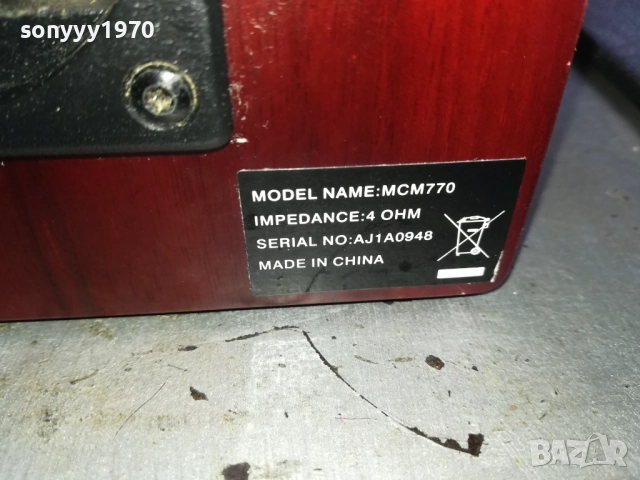 sonyyy1970
MODEL NAME:MCM770
IMPEDANCE:4 OHM
SERIAL NO:AJ1A0948
MADE IN CHINA
BAZAR